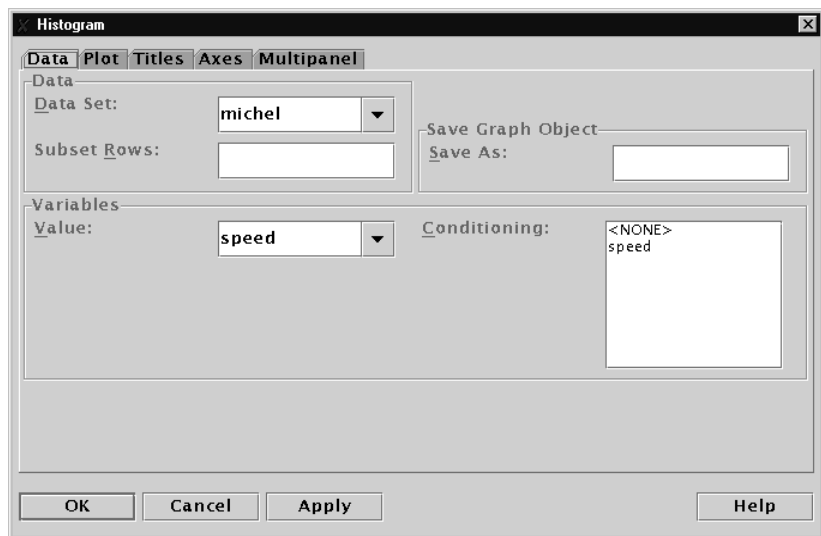 Histogram
Data Plot Titles Axes Multipanel
Data
Data Set: michel
Subset Rows:
Save Graph Object
Save As:
Variables
Value: speed
Conditioning: <NONE>
speed
OK Cancel Apply Help